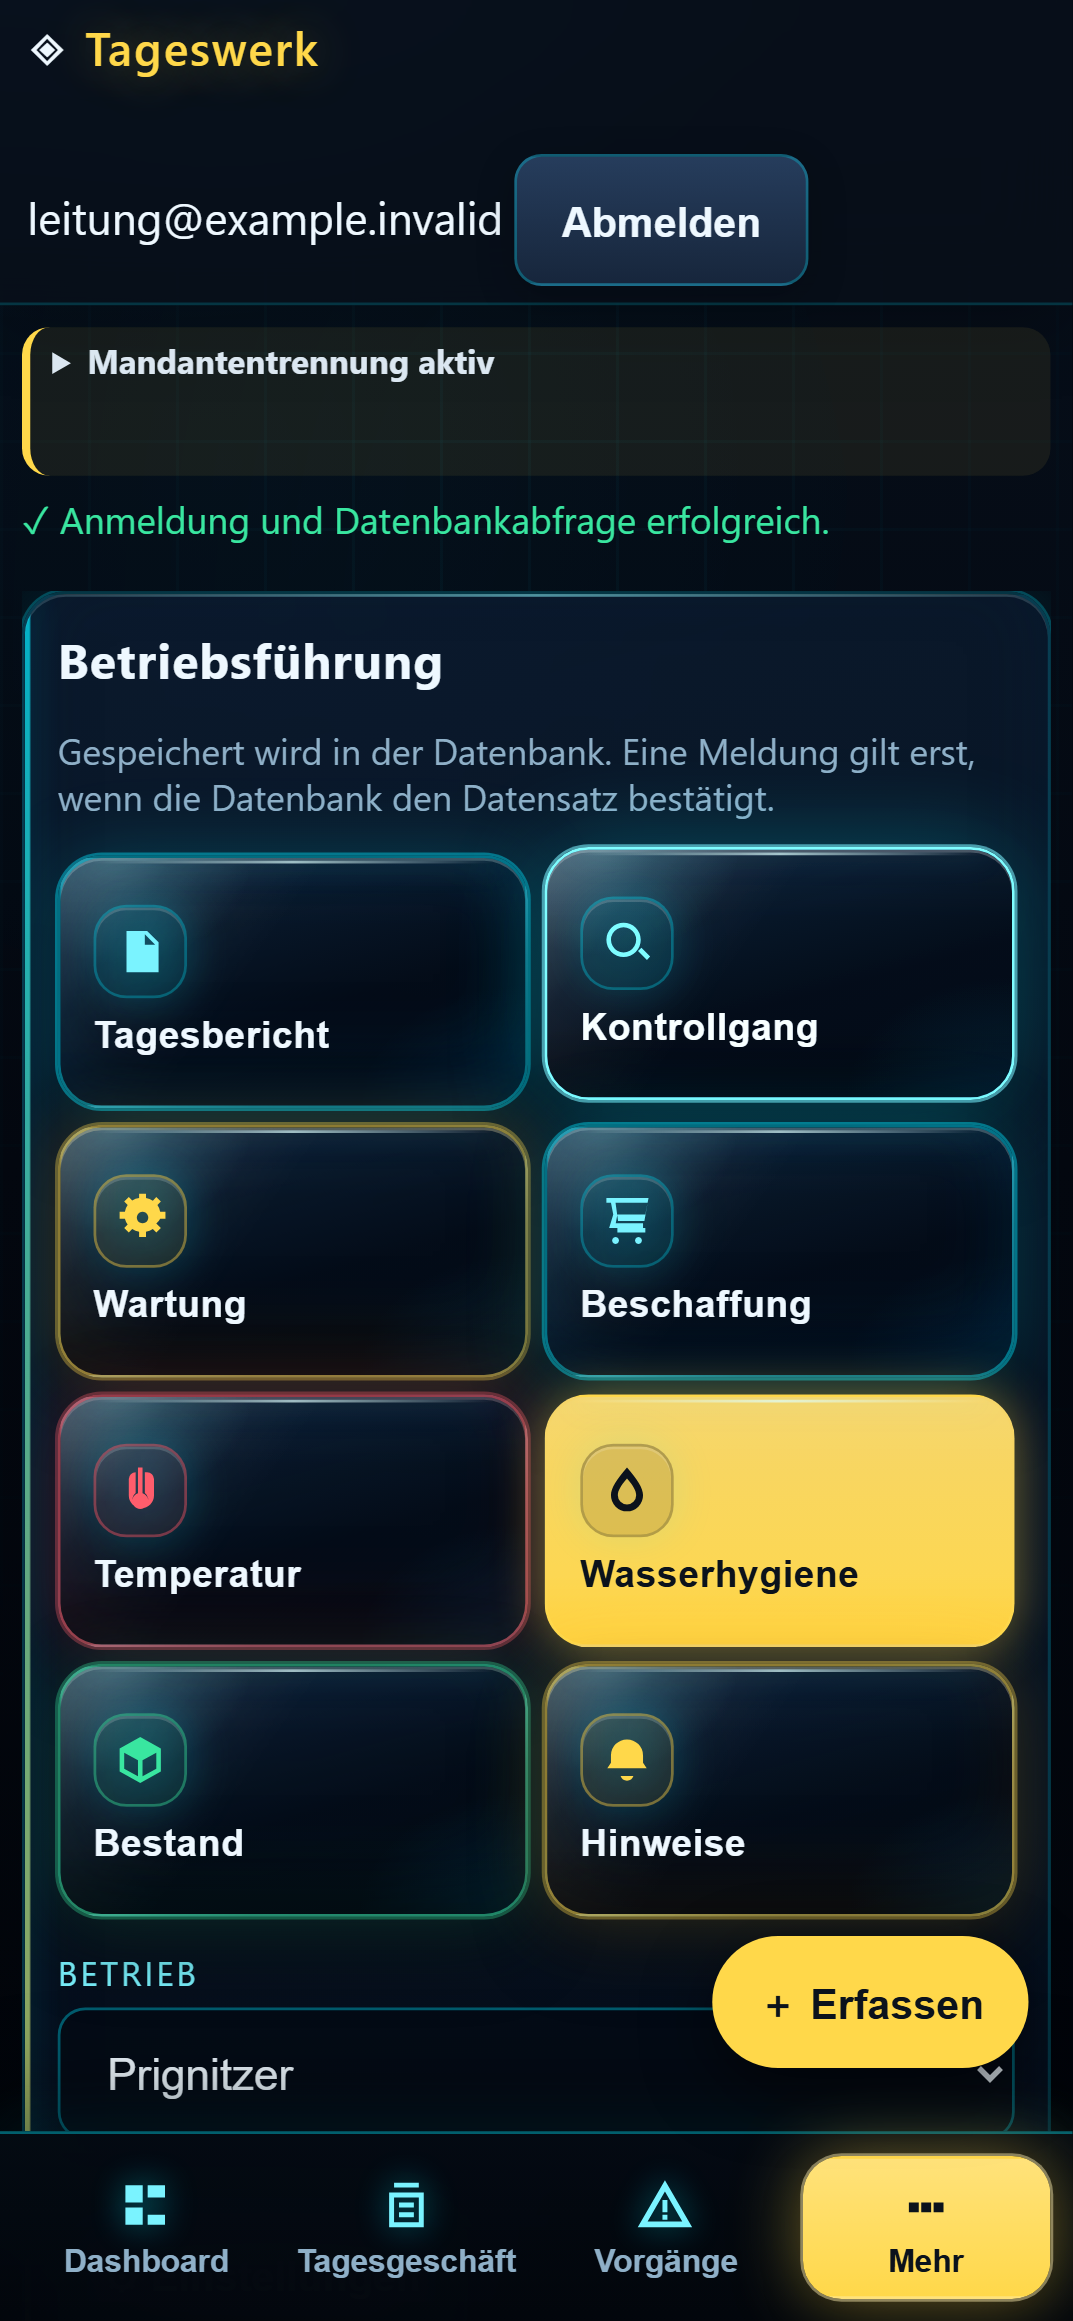 Tageswerk
leitung@example.invalid Abmelden
Mandantentrennung aktiv
✓ Anmeldung und Datenbankabfrage erfolgreich.
Betriebsführung
Gespeichert wird in der Datenbank. Eine Meldung gilt erst,
wenn die Datenbank den Datensatz bestätigt.
Tagesbericht
Kontrollgang
Wartung
Beschaffung
Temperatur
Wasserhygiene
Bestand
Hinweise
BETRIEB
+ Erfassen
Prignitzer
Dashboard
Tagesgeschäft
Vorgänge
Mehr